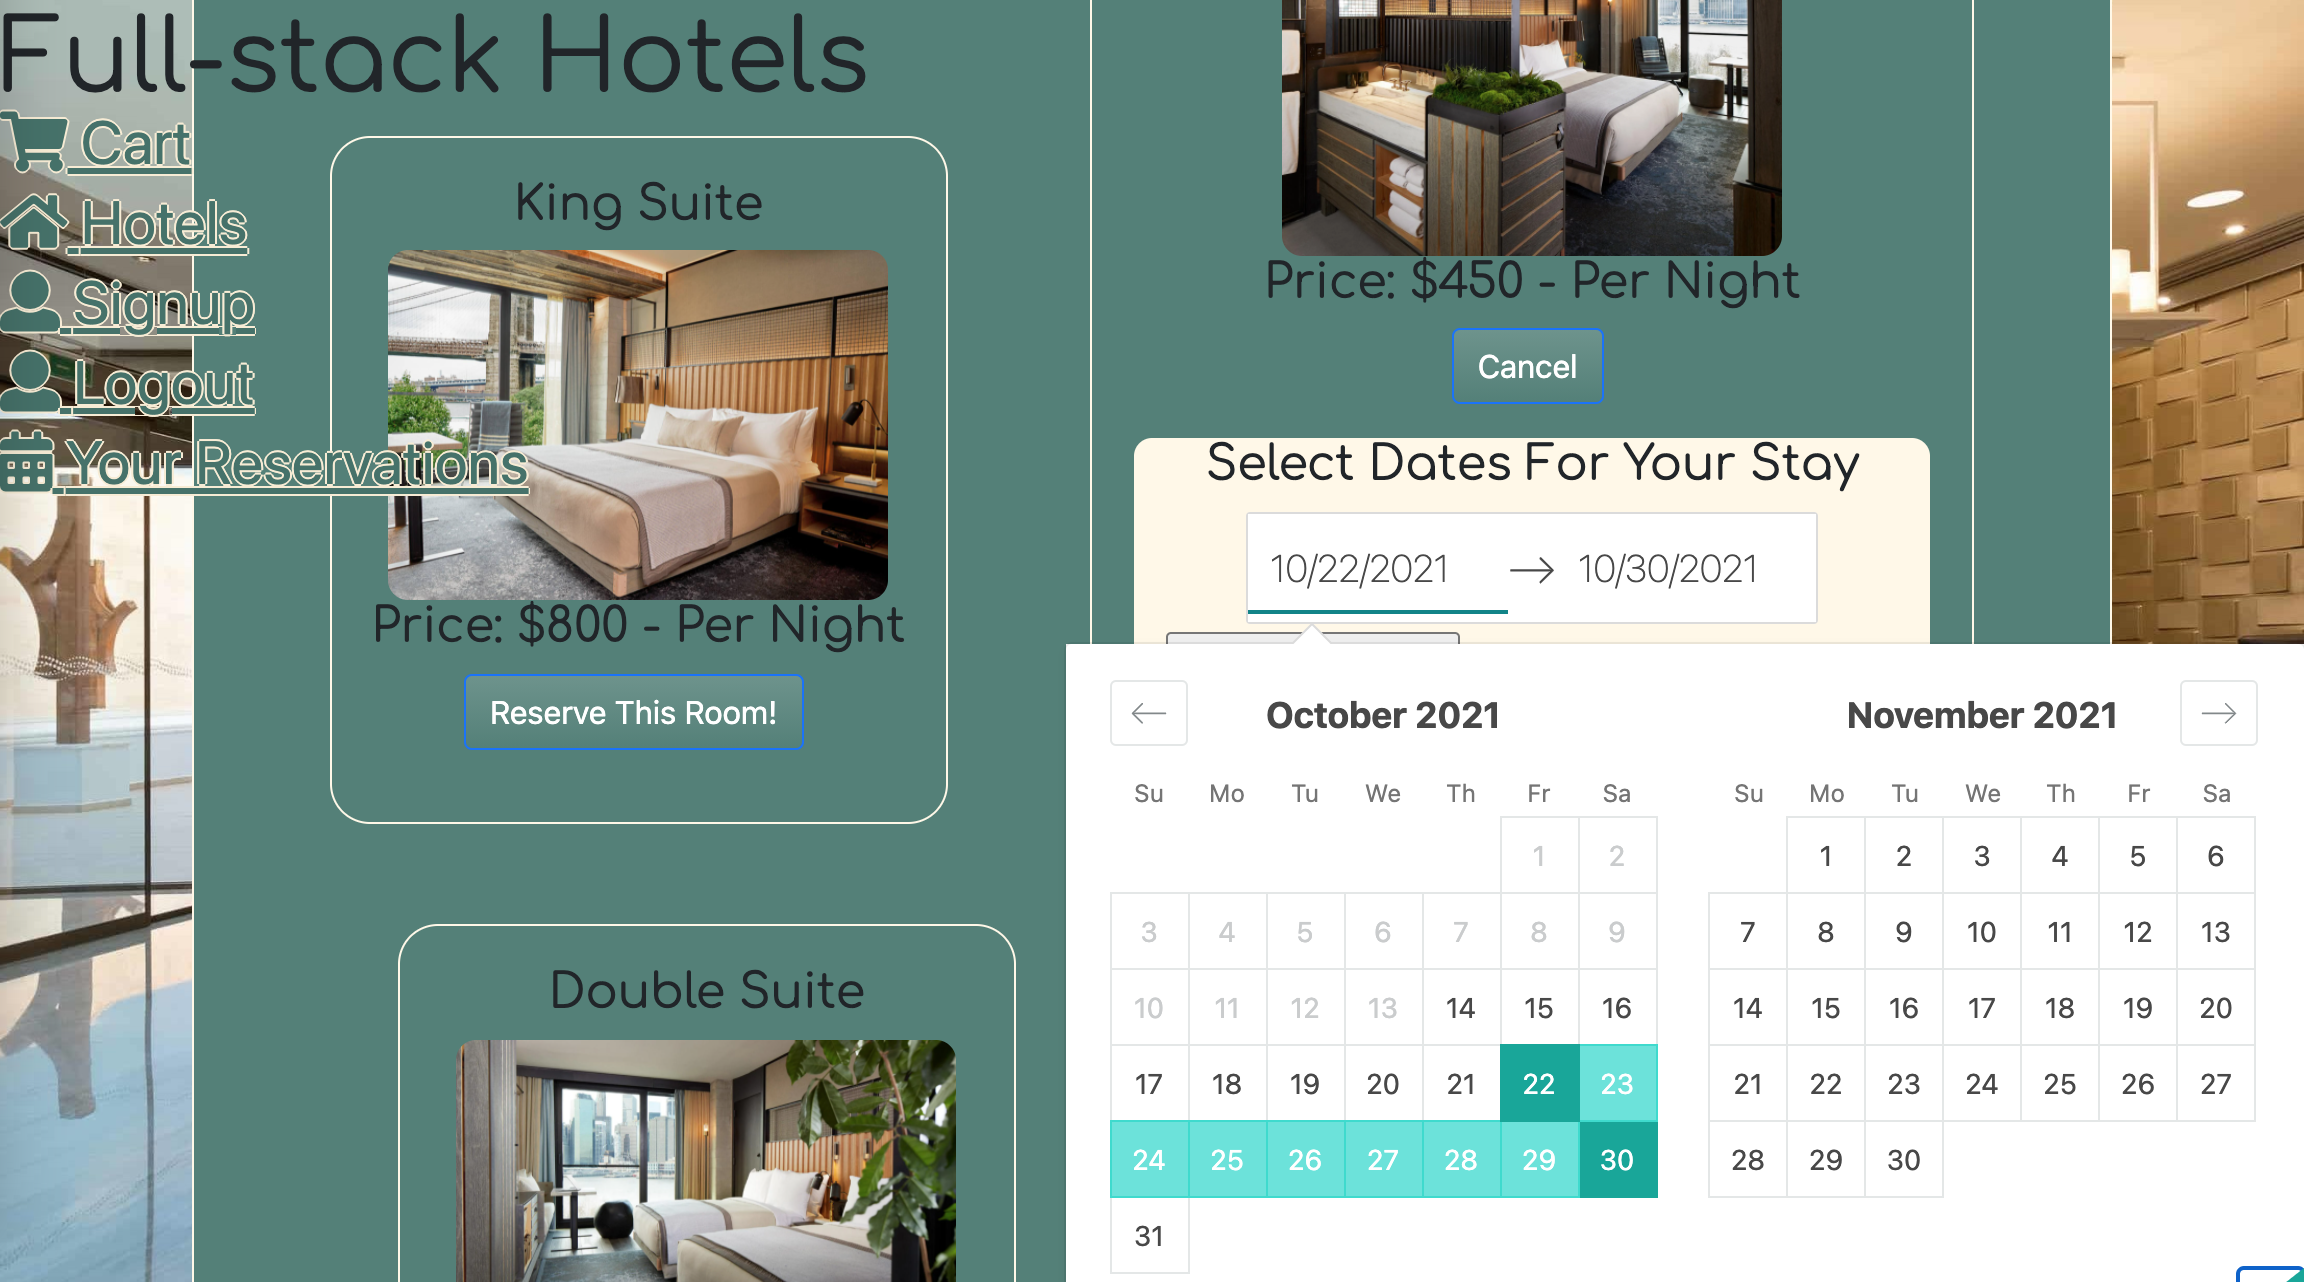 Full-stack Hotels
Cart
Hotels
Signup
Logout
Your Reservations
King Suite
Price: $800 - Per Night
Reserve This Room!
Double Suite
Price: $450 - Per Night
Cancel
Select Dates For Your Stay
10/22/2021 → 10/30/2021
October 2021
Su Mo Tu We Th Fr Sa
1 2
3 4 5 6 7 8 9
10 11 12 13 14 15 16
17 18 19 20 21 22 23
24 25 26 27 28 29 30
31
November 2021
Su Mo Tu We Th Fr Sa
1 2 3 4 5 6
7 8 9 10 11 12 13
14 15 16 17 18 19 20
21 22 23 24 25 26 27
28 29 30